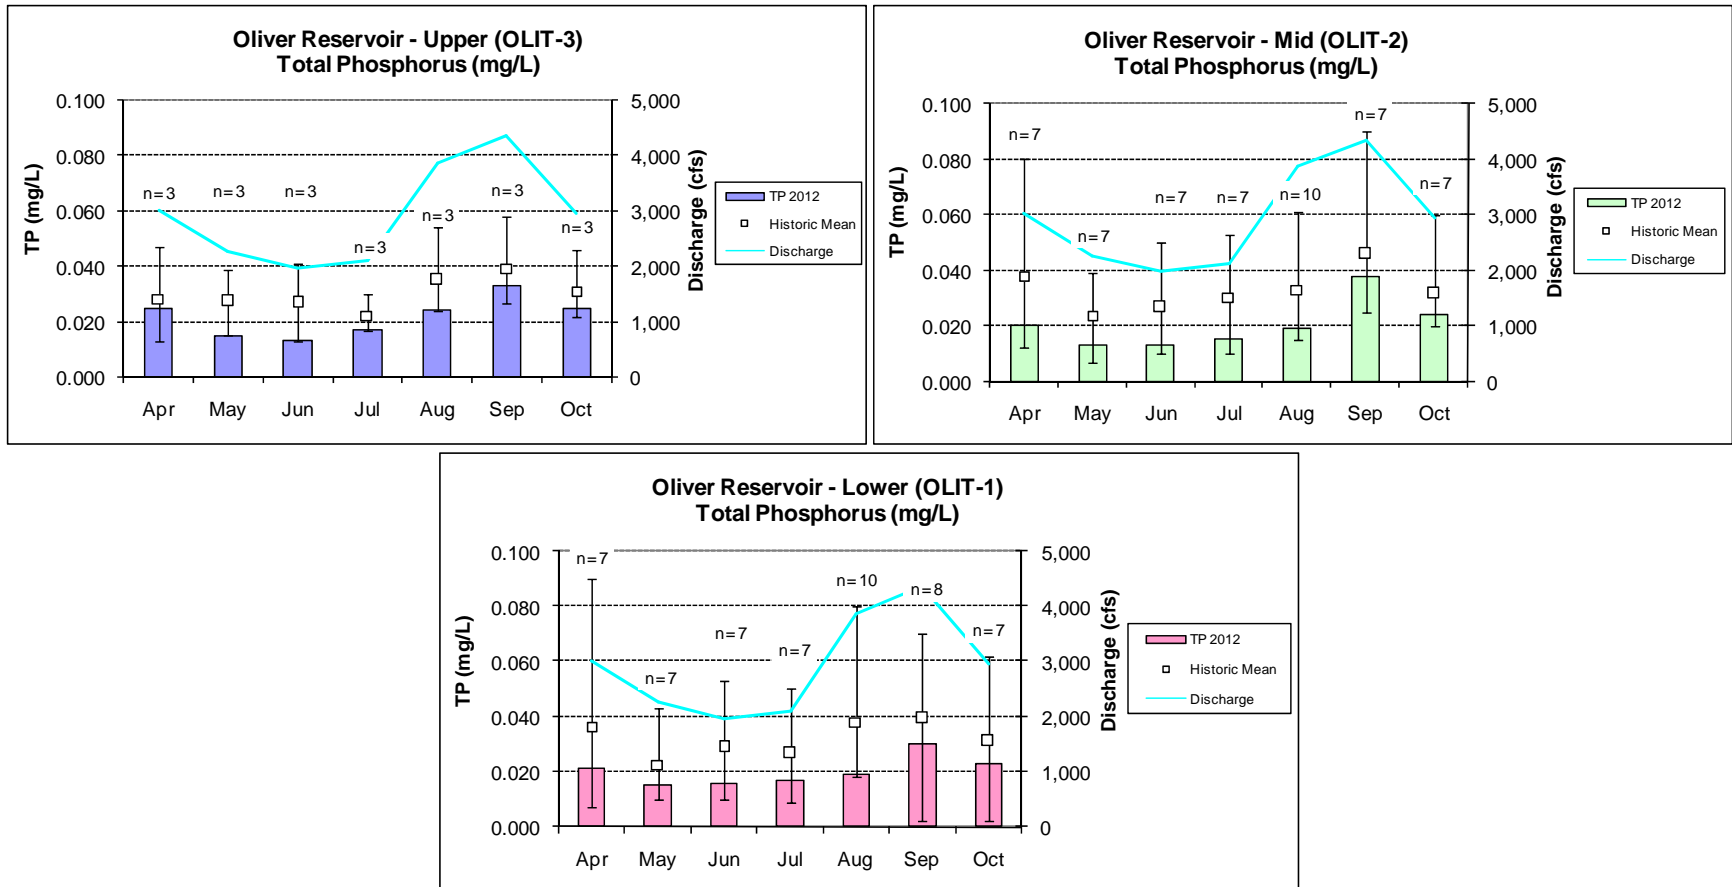 Oliver Reservoir - Upper (OLIT-3)
Total Phosphorus (mg/L)
TP (mg/L)
0.100
0.080
0.060
0.040
0.020
0.000
n=3
n=3
n=3
n=3
n=3
n=3
n=3
5,000
4,000
3,000
2,000
1,000
0
Discharge (cfs)
Apr May Jun Jul Aug Sep Oct
TP 2012
Historic Mean
Discharge
Oliver Reservoir - Mid (OLIT-2)
Total Phosphorus (mg/L)
TP (mg/L)
0.100
0.080
0.060
0.040
0.020
0.000
n=7
n=7
n=7
n=7
n=10
n=7
n=7
5,000
4,000
3,000
2,000
1,000
0
Discharge (cfs)
Apr May Jun Jul Aug Sep Oct
TP 2012
Historic Mean
Discharge
Oliver Reservoir - Lower (OLIT-1)
Total Phosphorus (mg/L)
TP (mg/L)
0.100
0.080
0.060
0.040
0.020
0.000
n=7
n=7
n=7
n=7
n=10
n=8
n=7
5,000
4,000
3,000
2,000
1,000
0
Discharge (cfs)
Apr May Jun Jul Aug Sep Oct
TP 2012
Historic Mean
Discharge